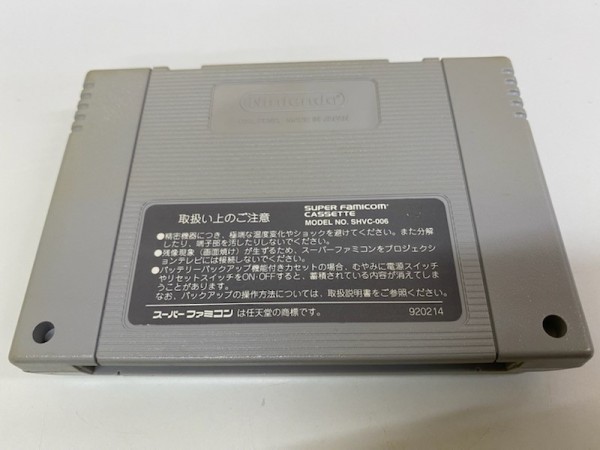 Nintendo
取扱い上のご注意
SUPER FAMICOM
CASSETTE
MODEL NO. SHVC-006
●精密機器につき、極端な温度変化やショックを避けてください。また分解
したり、端子部を汚したりしないでください。
●残像現象（画面焼け）が生ずるため、スーパーファミコンをプロジェクシ
ョンテレビには接続しないでください。
●バッテリーバックアップ機能付きカセットの場合、むやみに電源スイッチ
やリセットスイッチをON・OFFすると、蓄積されている内容が消えてしま
うことがあります。
なお、バックアップの操作方法については、取扱説明書をご参照ください。
スーパーファミコンは任天堂の商標です。
920214